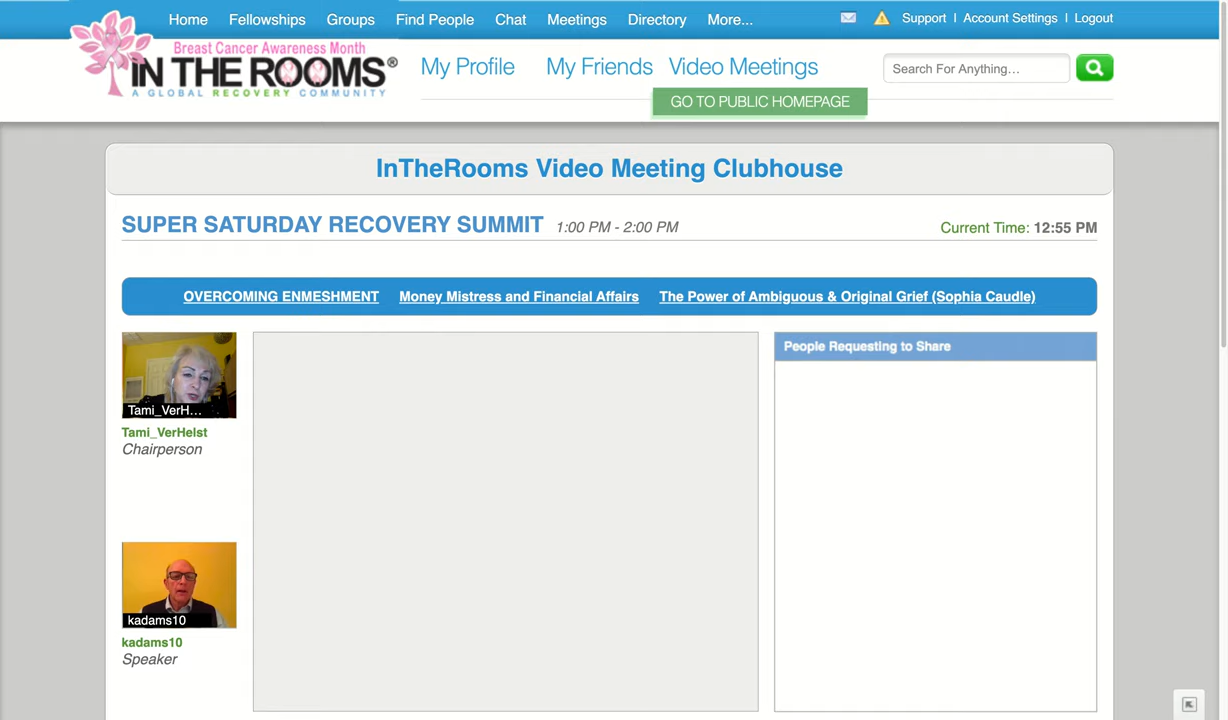 Home Fellowships Groups Find People Chat Meetings Directory More... Support | Account Settings | Logout
Breast Cancer Awareness Month
IN THE ROOMS®
A GLOBAL RECOVERY COMMUNITY
My Profile My Friends Video Meetings Search For Anything...
GO TO PUBLIC HOMEPAGE
InTheRooms Video Meeting Clubhouse
SUPER SATURDAY RECOVERY SUMMIT 1:00 PM - 2:00 PM Current Time: 12:55 PM
OVERCOMING ENMESHMENT Money Mistress and Financial Affairs The Power of Ambiguous & Original Grief (Sophia Caudle)
People Requesting to Share
Tami_VerH...
Tami_VerHelst
Chairperson
kadams10
kadams10
Speaker